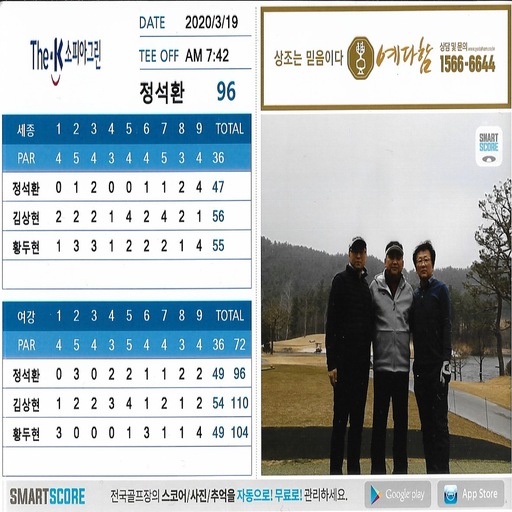 The-K 소피아그린
DATE 2020/3/19
TEE OFF AM 7:42
정석환 96
세종 1 2 3 4 5 6 7 8 9 TOTAL
PAR 4 5 4 3 4 4 5 3 4 36
정석환 0 1 2 0 0 1 1 2 4 47
김상현 2 2 2 1 4 2 4 2 1 56
황두현 1 3 3 1 2 2 2 1 4 55
여강 1 2 3 4 5 6 7 8 9 TOTAL
PAR 4 5 4 3 5 4 4 3 4 36 72
정석환 0 3 0 2 2 1 1 2 2 49 96
김상현 1 2 2 3 4 1 2 1 2 54 110
황두현 3 0 0 0 1 3 1 1 4 49 104
상조는 믿음이다 예다함 상담 및 문의
1566-6644
SMART SCORE
SMARTSCORE 전국골프장의 스코어/사진/추억을 자동으로! 무료로! 관리하세요. Google play App Store